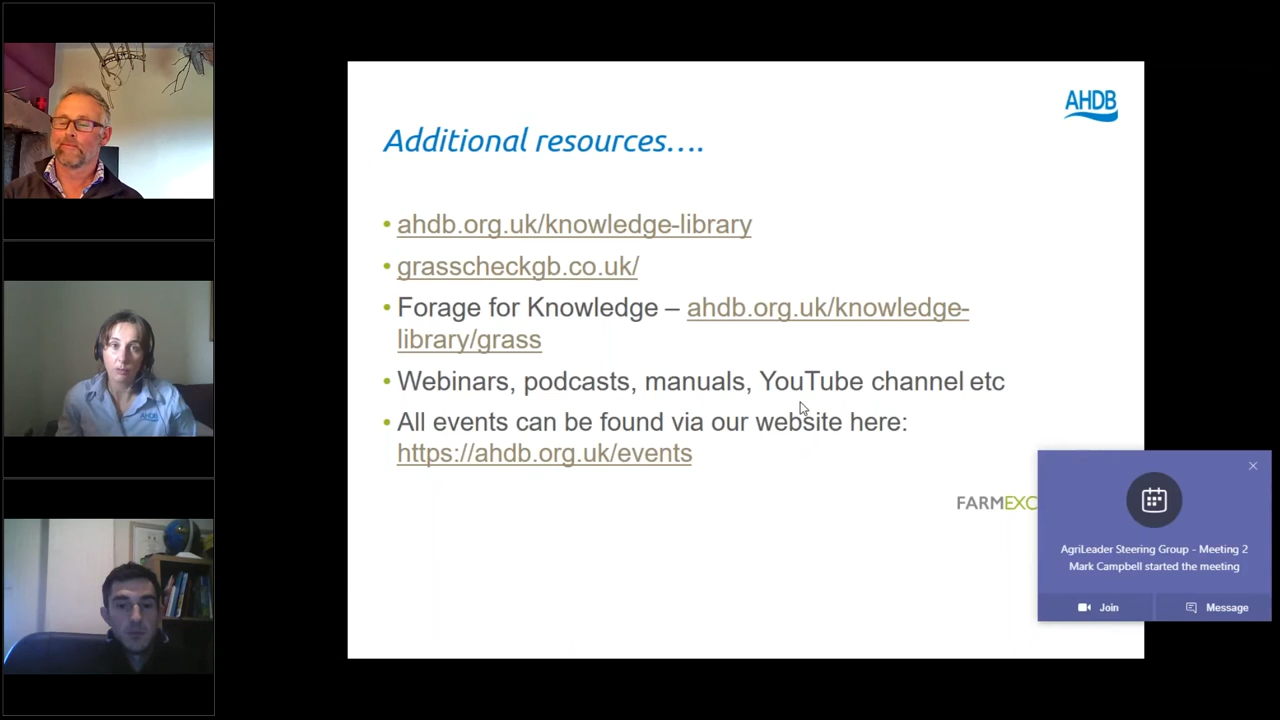 AHDB
Additional resources….
• ahdb.org.uk/knowledge-library
• grasscheckgb.co.uk/
• Forage for Knowledge – ahdb.org.uk/knowledge-
library/grass
• Webinars, podcasts, manuals, YouTube channel etc
• All events can be found via our website here:
https://ahdb.org.uk/events
FARMEXC
AgriLeader Steering Group - Meeting 2
Mark Campbell started the meeting
Join
Message
AHDB